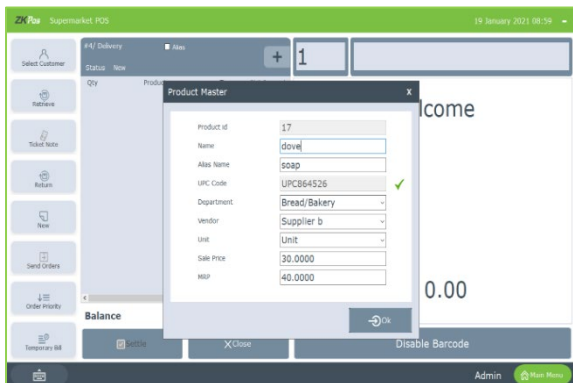 ZKPos Supermarket POS 19 January 2021 08:59
Select Customer
Retrieve
Ticket Note
Return
New
Send Orders
Order Priority
Temporary Bill
#4/ Delivery Alias
Status New
+ 1
Qty Produ
lcome
Product Master X
Product Id 17
Name dove
Alias Name soap
UPC Code UPC864526
Department Bread/Bakery
Vendor Supplier b
Unit Unit
Sale Price 30.0000
MRP 40.0000
Ok
0.00
Balance
Settle X Close Disable Barcode
Admin Main Menu